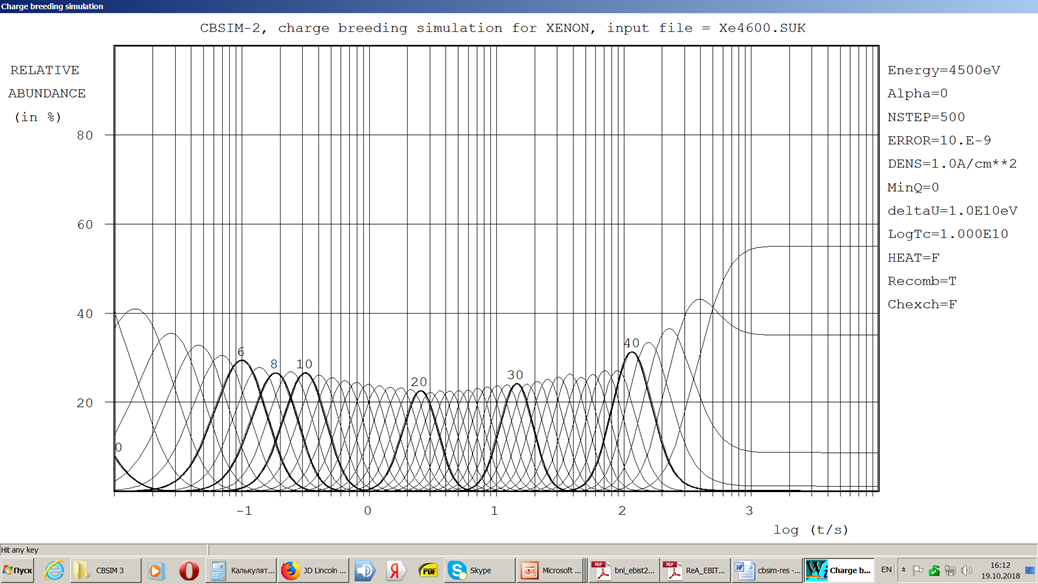 Charge breeding simulation
CBSIM-2, charge breeding simulation for XENON, input file = Xe4600.SUK
RELATIVE
ABUNDANCE
(in %)
80
60
40
20
0
6
8
10
20
30
40
-1
0
1
2
3
log (t/s)
Energy=4500eV
Alpha=0
NSTEP=500
ERROR=10.E-9
DENS=1.0A/cm**2
MinQ=0
deltaU=1.0E10eV
LogTc=1.000E10
HEAT=F
Recomb=T
Chexch=F
Hit any key
Пуск
CBSIM 3
Калькулят...
3D Lincoln ...
Я
PDF
Skype
Microsoft ...
bnl_ebist2...
ReA_EBIT...
cbsim-res -...
Charge b...
EN
16:12
19.10.2018